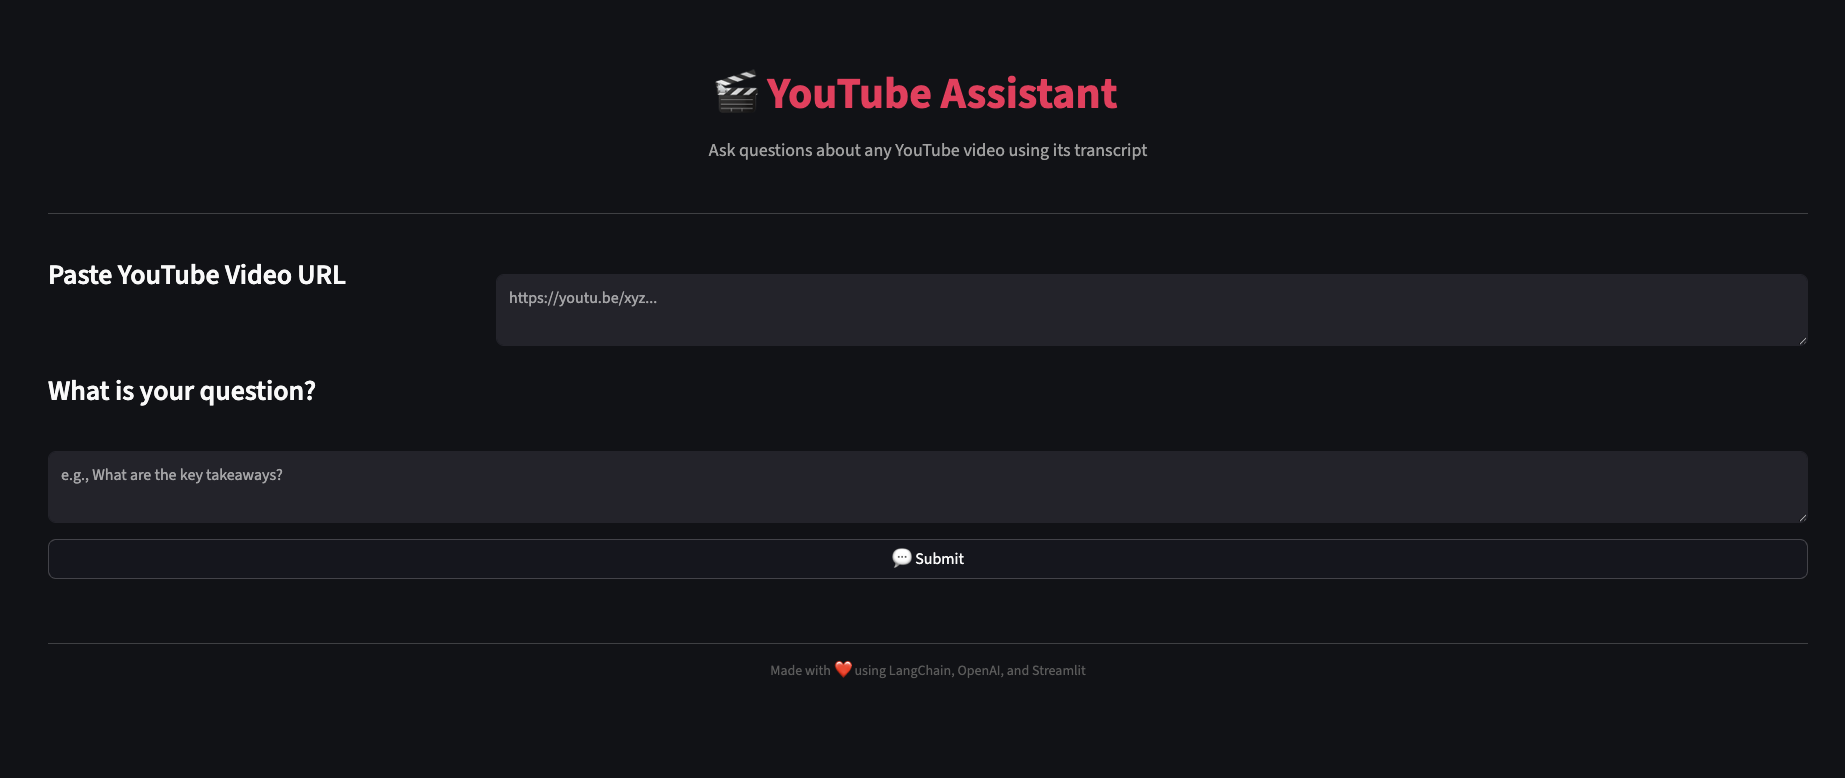 🎬 YouTube Assistant
Ask questions about any YouTube video using its transcript
Paste YouTube Video URL
https://youtu.be/xyz...
What is your question?
e.g., What are the key takeaways?
💬 Submit
Made with ❤️ using LangChain, OpenAI, and Streamlit